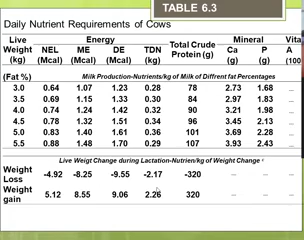 TABLE 6.3
Daily Nutrient Requirements of Cows
Live Weight (kg) Energy Total Crude Protein (g) Mineral Vita
NEL (Mcal) ME (Mcal) DE (Mcal) TDN (kg) Ca (g) P (g) A (100
(Fat %) Milk Production-Nutrients/kg of Milk of Diffrent fat Percentages
3.0 0.64 1.07 1.23 0.28 78 2.73 1.68 ...
3.5 0.69 1.15 1.33 0.30 84 2.97 1.83 ...
4.0 0.74 1.24 1.42 0.32 90 3.21 1.98 ...
4.5 0.78 1.32 1.51 0.34 96 3.45 2.13 ...
5.0 0.83 1.40 1.61 0.36 101 3.69 2.28 ...
5.5 0.88 1.48 1.70 0.29 107 3.93 2.43 ...
Live Weigt Change during Lactation-Nutrien/kg of Weight Change
Weight Loss -4.92 -8.25 -9.55 -2.17 -320 ... ... ...
Weight gain 5.12 8.55 9.06 2.26 320 ... ... ...